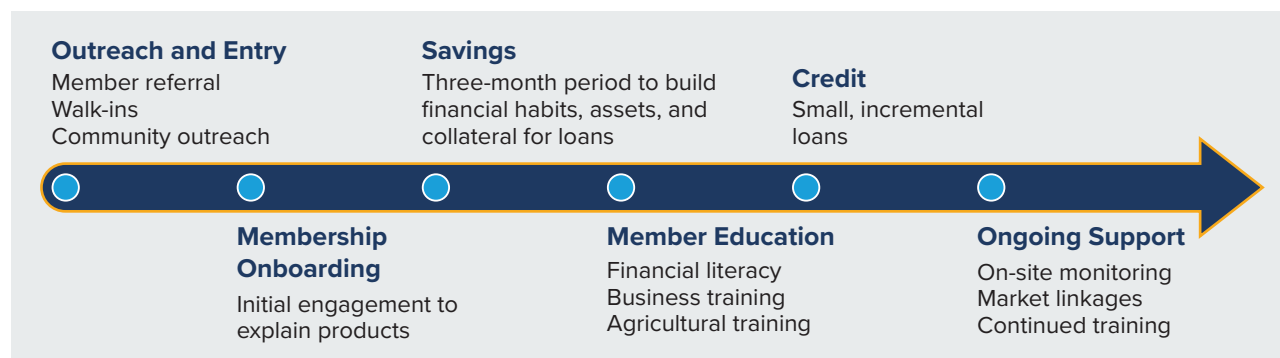 Outreach and Entry
Member referral
Walk-ins
Community outreach
Membership
Onboarding
Initial engagement to
explain products
Savings
Three-month period to build
financial habits, assets, and
collateral for loans
Member Education
Financial literacy
Business training
Agricultural training
Credit
Small, incremental
loans
Ongoing Support
On-site monitoring
Market linkages
Continued training